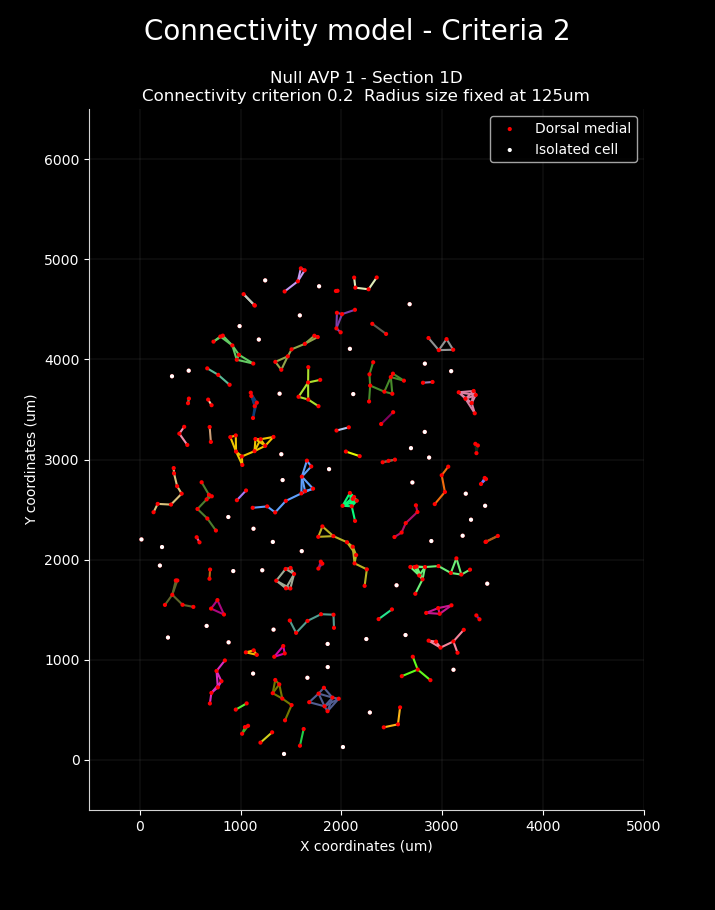 Connectivity model - Criteria 2
Null AVP 1 - Section 1D
Connectivity criterion 0.2  Radius size fixed at 125um
Dorsal medial
Isolated cell
6000
5000
4000
3000
2000
1000
0
Y coordinates (um)
0 1000 2000 3000 4000 5000
X coordinates (um)